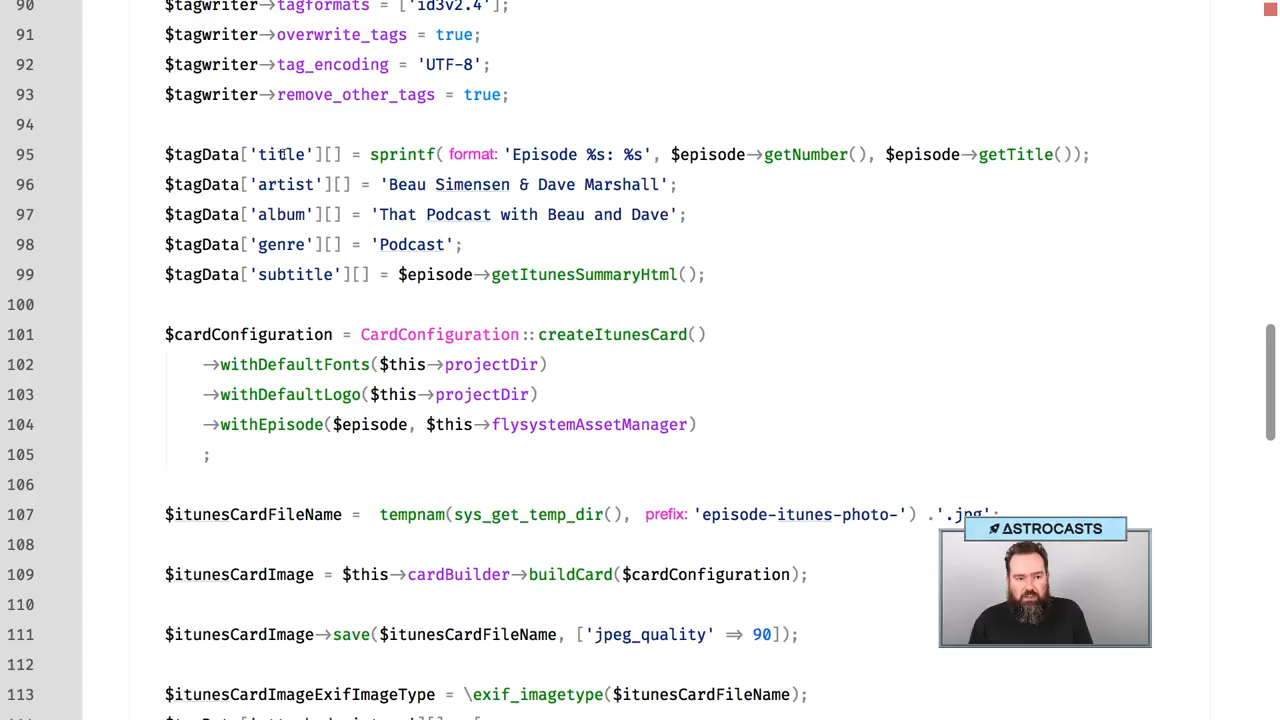 90 $tagwriter→tagformats = ['id3v2.4'];
91 $tagwriter→overwrite_tags = true;
92 $tagwriter→tag_encoding = 'UTF-8';
93 $tagwriter→remove_other_tags = true;
94
95 $tagData['title'][] = sprintf( format: 'Episode %s: %s', $episode→getNumber(), $episode→getTitle());
96 $tagData['artist'][] = 'Beau Simensen & Dave Marshall';
97 $tagData['album'][] = 'That Podcast with Beau and Dave';
98 $tagData['genre'][] = 'Podcast';
99 $tagData['subtitle'][] = $episode→getItunesSummaryHtml();
100
101 $cardConfiguration = CardConfiguration::createItunesCard()
102 →withDefaultFonts($this→projectDir)
103 →withDefaultLogo($this→projectDir)
104 →withEpisode($episode, $this→flysystemAssetManager)
105 ;
106
107 $itunesCardFileName = tempnam(sys_get_temp_dir(), prefix: 'episode-itunes-photo-') .'.jpg';
108
109 $itunesCardImage = $this→cardBuilder→buildCard($cardConfiguration);
110
111 $itunesCardImage→save($itunesCardFileName, ['jpeg_quality' ⇒ 90]);
112
113 $itunesCardImageExifImageType = \exif_imagetype($itunesCardFileName);
ΔSTROCASTS